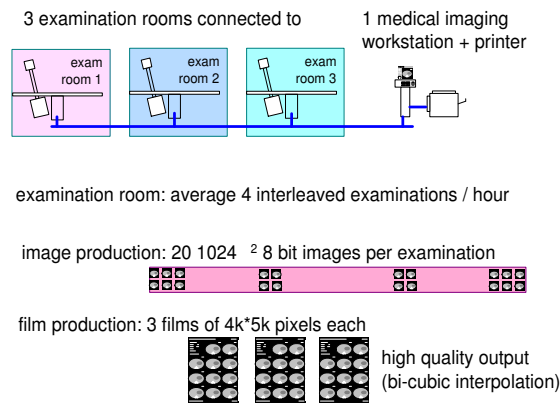 3 examination rooms connected to
1 medical imaging
workstation + printer
exam
room 1
exam
room 2
exam
room 3
examination room: average 4 interleaved examinations / hour
image production: 20 1024 ² 8 bit images per examination
film production: 3 films of 4k*5k pixels each
high quality output
(bi-cubic interpolation)